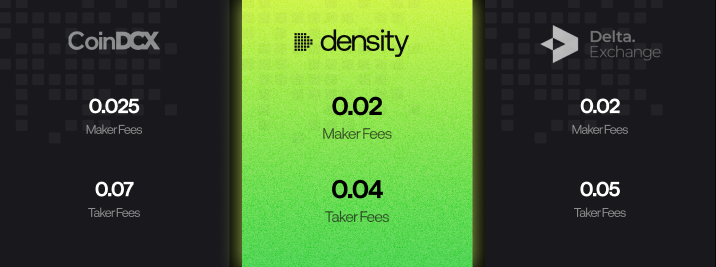 CoinDCX
0.025
Maker Fees
0.07
Taker Fees
density
0.02
Maker Fees
0.04
Taker Fees
Delta.
Exchange
0.02
Maker Fees
0.05
Taker Fees